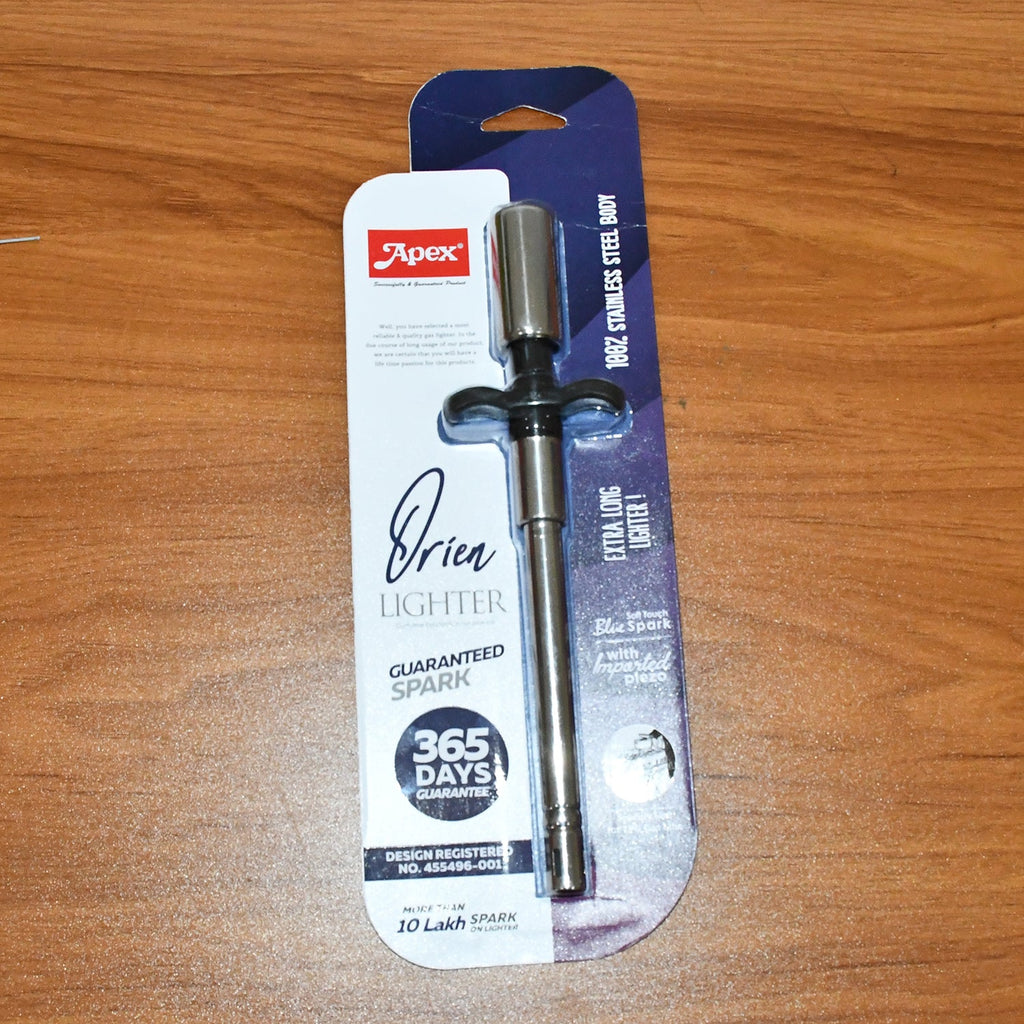 Apex®
Successfully & Guaranteed Product
Well, you have selected a most
reliable & quality gas lighter. In the
due course of long usage of our product,
we are certain that you will have a
life time passion for this products.
Orien
LIGHTER
GUARANTEED
SPARK
365
DAYS
GUARANTEE
DESIGN REGISTERED
NO. 455496-001
MORE THAN
10 Lakh SPARK
ON LIGHTER
100% STAINLESS STEEL BODY
EXTRA LONG
LIGHTER !
Soft Touch
Blue Spark
with
Imported
piezo